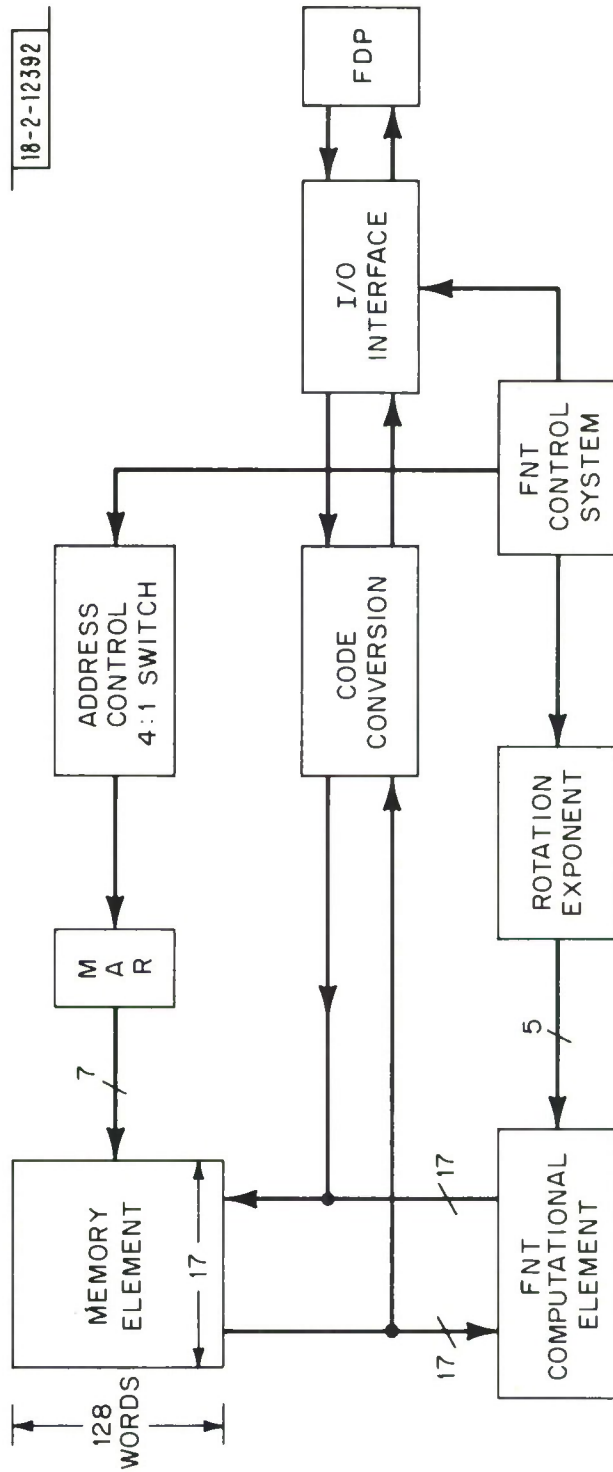 18-2-12392
128
WORDS
MEMORY
ELEMENT
17
7
M
A
R
ADDRESS
CONTROL
4:1 SWITCH
CODE
CONVERSION
I/O
INTERFACE
FDP
17
17
FNT
COMPUTATIONAL
ELEMENT
5
ROTATION
EXPONENT
FNT
CONTROL
SYSTEM